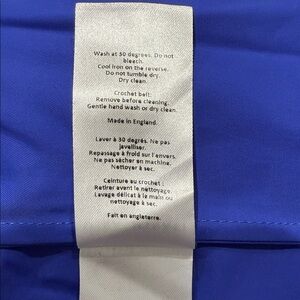 Wash at 30 degrees. Do not
bleach.
Cool iron on the reverse.
Do not tumble dry.
Dry clean.
Crochet belt:
Remove before cleaning.
Gentle hand wash or dry clean.
Made in England.
Laver à 30 degrés. Ne pas
javelliser.
Repassage à froid sur l'envers.
Ne pas sécher en machine.
Nettoyer à sec.
Ceinture au crochet :
Retirer avant le nettoyage.
Lavage délicat à la main ou
nettoyage à sec.
Fait en angleterre.